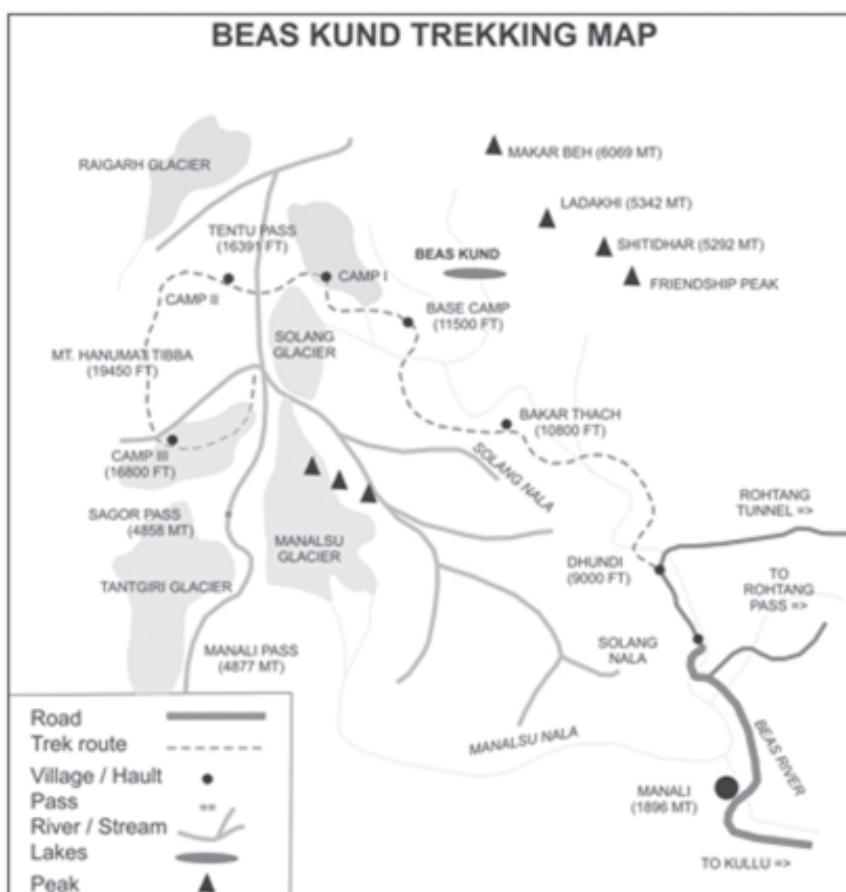 BEAS KUND TREKKING MAP
MAKAR BEH (6069 MT)
RAIGARH GLACIER
LADAKHI (5342 MT)
TENTU PASS
(16391 FT)
SHITIDHAR (5292 MT)
BEAS KUND
CAMP I
FRIENDSHIP PEAK
CAMP II
BASE CAMP
(11500 FT)
SOLANG
GLACIER
MT. HANUMATI TIBBA
(19450 FT)
BAKAR THACH
(10800 FT)
CAMP III
(16800 FT)
SOLANG NALA
ROHTANG
TUNNEL =>
SAGOR PASS
(4858 MT)
MANALSU
GLACIER
DHUNDI
(9000 FT)
TANTGIRI GLACIER
TO
ROHTANG
PASS =>
SOLANG
NALA
MANALI PASS
(4877 MT)
MANALSU NALA
BEAS RIVER
MANALI
(1896 MT)
TO KULLU =>
Road
Trek route
Village / Hault
Pass
River / Stream
Lakes
Peak